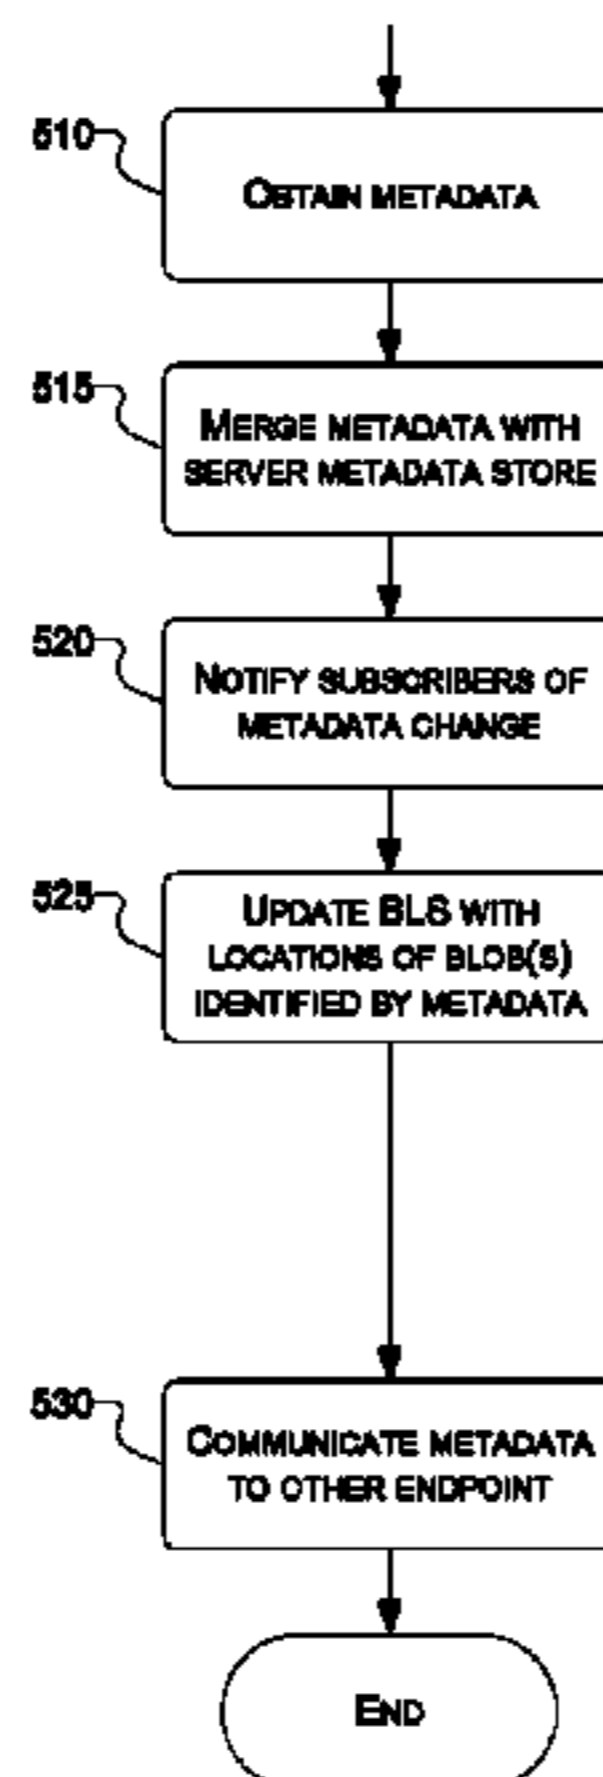 510
OBTAIN METADATA
515
MERGE METADATA WITH
SERVER METADATA STORE
520
NOTIFY SUBSCRIBERS OF
METADATA CHANGE
525
UPDATE BLS WITH
LOCATIONS OF BLOB(S)
IDENTIFIED BY METADATA
530
COMMUNICATE METADATA
TO OTHER ENDPOINT
END